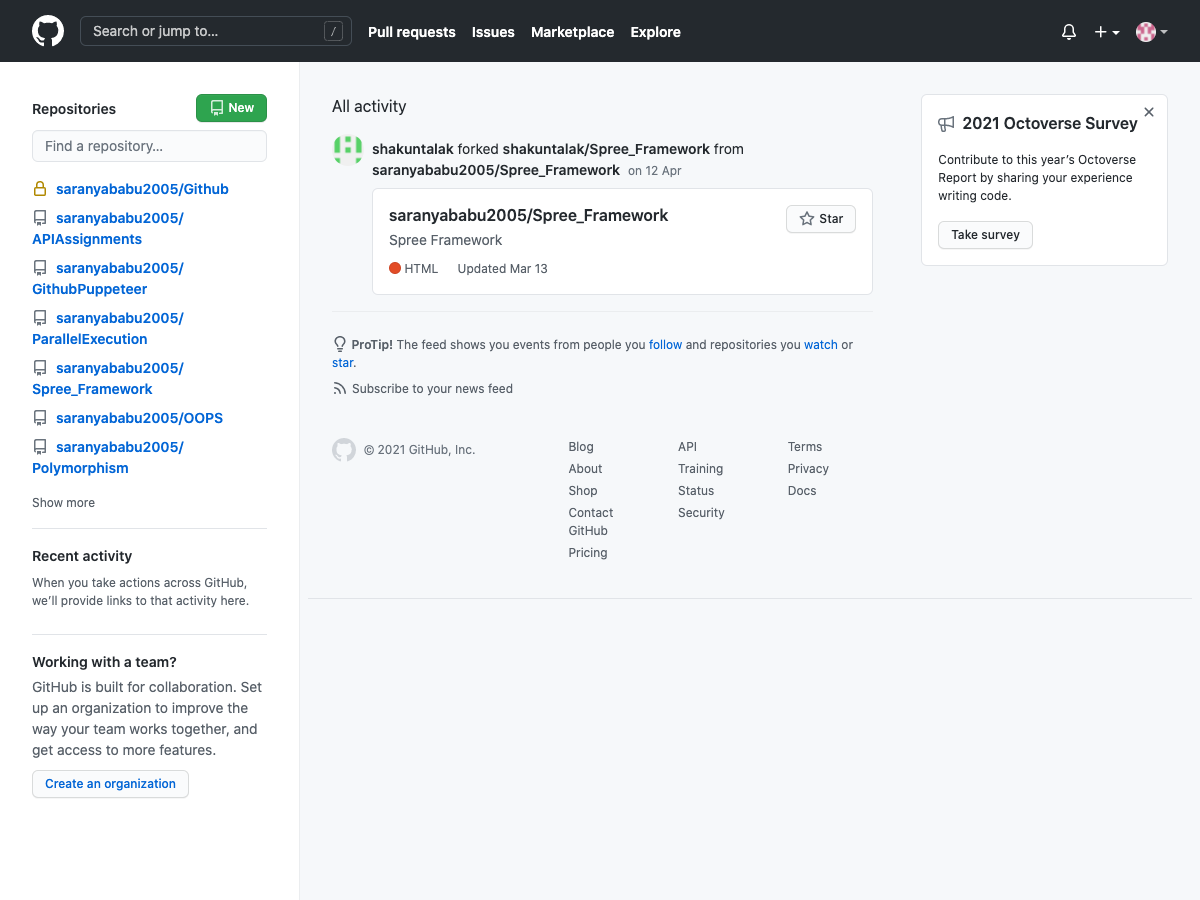 Search or jump to…
/
Pull requests
Issues
Marketplace
Explore
Repositories
New
Find a repository…
saranyababu2005/Github
saranyababu2005/
APIAssignments
saranyababu2005/
GithubPuppeteer
saranyababu2005/
ParallelExecution
saranyababu2005/
Spree_Framework
saranyababu2005/OOPS
saranyababu2005/
Polymorphism
Show more
Recent activity
When you take actions across GitHub,
we’ll provide links to that activity here.
Working with a team?
GitHub is built for collaboration. Set
up an organization to improve the
way your team works together, and
get access to more features.
Create an organization
All activity
shakuntalak forked shakuntalak/Spree_Framework from
saranyababu2005/Spree_Framework on 12 Apr
saranyababu2005/Spree_Framework
Star
Spree Framework
HTML Updated Mar 13
ProTip! The feed shows you events from people you follow and repositories you watch or
star.
Subscribe to your news feed
© 2021 GitHub, Inc.
Blog
About
Shop
Contact
GitHub
Pricing
API
Training
Status
Security
Terms
Privacy
Docs
2021 Octoverse Survey
Contribute to this year’s Octoverse
Report by sharing your experience
writing code.
Take survey